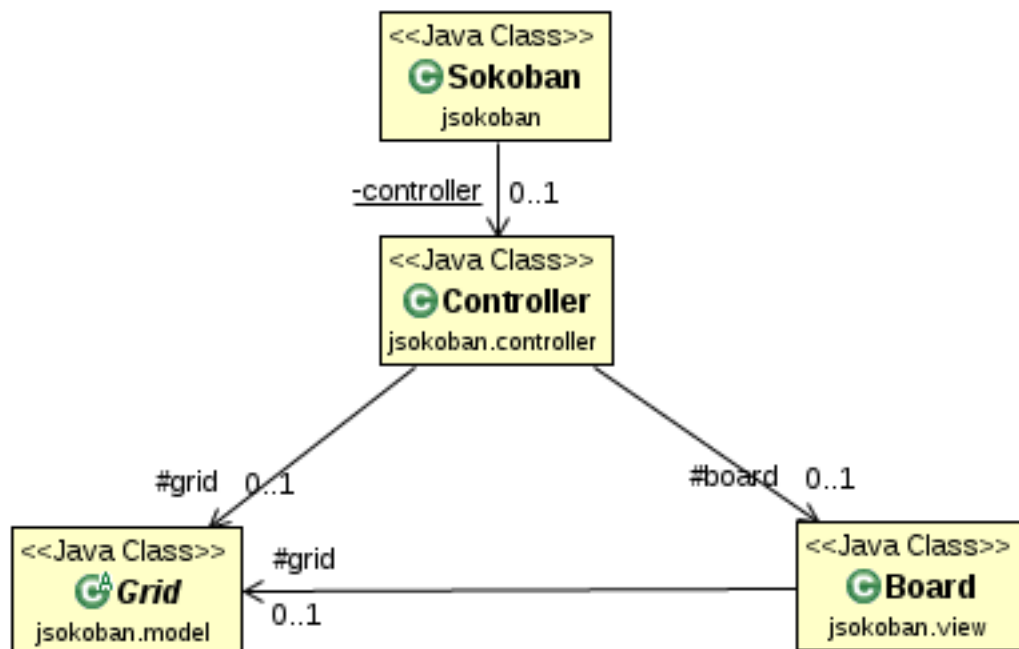 <<Java Class>>
C Sokoban
jsokoban
-controller 0..1
<<Java Class>>
C Controller
jsokoban.controller
#grid 0..1
#board 0..1
<<Java Class>>
C A Grid
jsokoban.model
#grid
0..1
<<Java Class>>
C Board
jsokoban.view